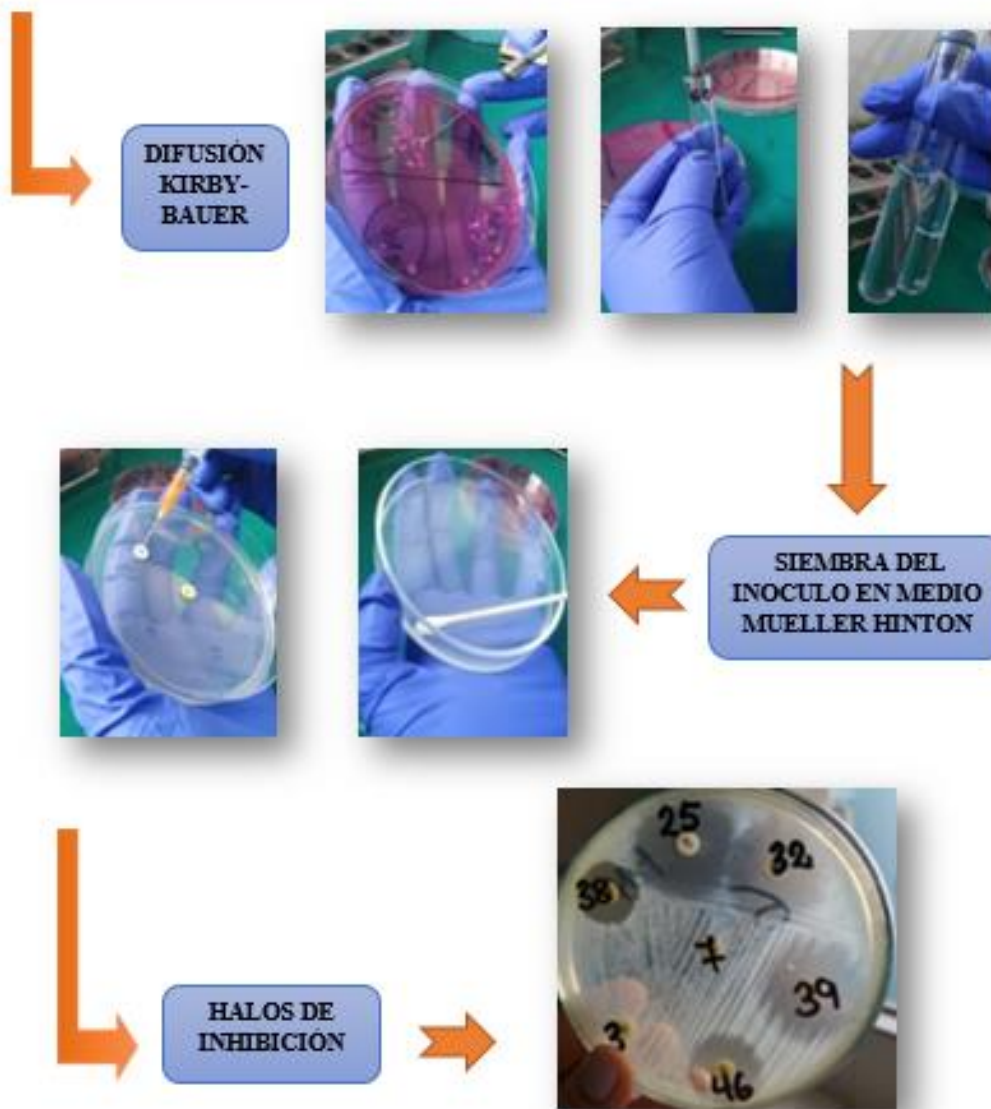 DIFUSIÓN
KIRBY-
BAUER
SIEMBRA DEL
INOCULO EN MEDIO
MUELLER HINTON
HALOS DE
INHIBICIÓN
25
32
38
7
39
3
46